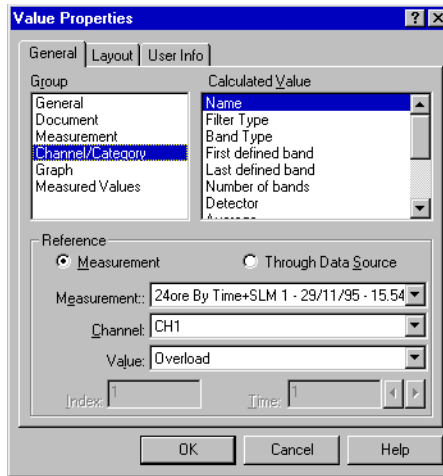 Value Properties
General Layout User Info
Group
General
Document
Measurement
Channel/Category
Graph
Measured Values
Calculated Value
Name
Filter Type
Band Type
First defined band
Last defined band
Number of bands
Detector
Reference
Measurement Through Data Source
Measurement:: 24ore By Time+SLM 1 - 29/11/95 - 15.54
Channel: CH1
Value: Overload
Index: 1 Time: 1
OK Cancel Help